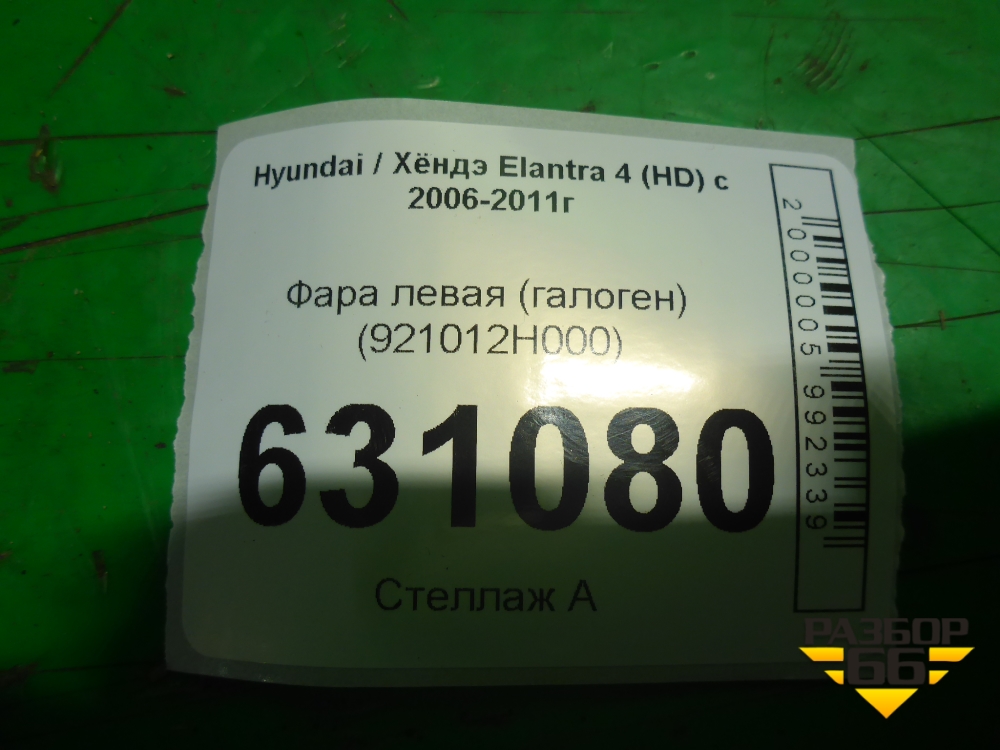 Hyundai / Хёндэ Elantra 4 (HD) с
2006-2011г
Фара левая (галоген)
(921012H000)
631080
Стеллаж А
2000005992339
РАЗБОР
66